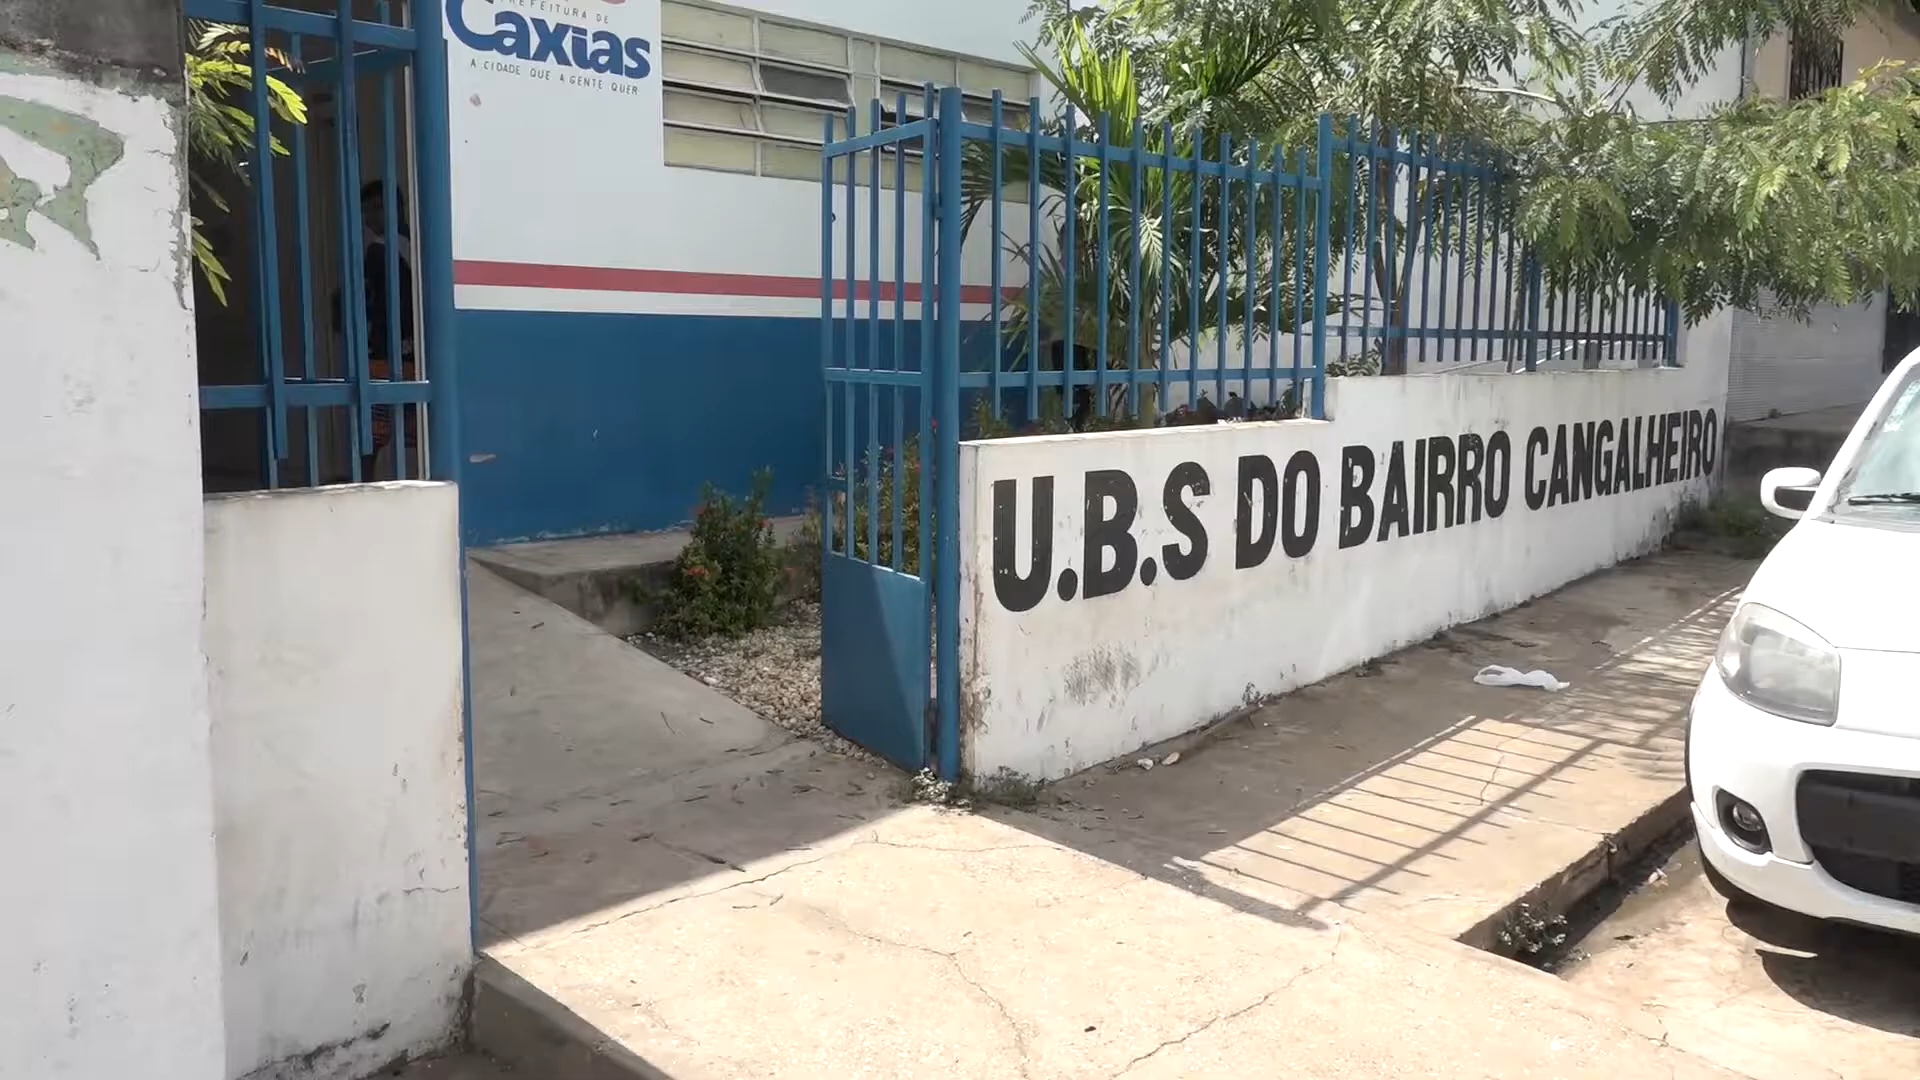 PREFEITURA DE
Caxias
A CIDADE QUE A GENTE QUER
U.B.S DO BAIRRO CANGALHEIRO